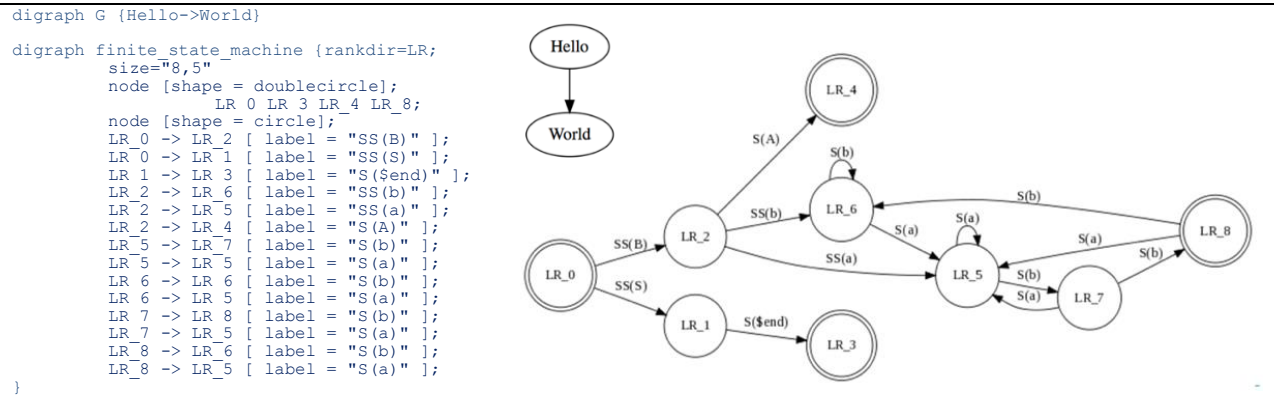 digraph G {Hello->World}
digraph finite_state_machine {rankdir=LR;
size="8,5"
node [shape = doublecircle];
LR_0 LR_3 LR_4 LR_8;
node [shape = circle];
LR_0 -> LR_2 [ label = "SS(B)" ];
LR_0 -> LR_1 [ label = "SS(S)" ];
LR_1 -> LR_3 [ label = "S($end)" ];
LR_2 -> LR_6 [ label = "SS(b)" ];
LR_2 -> LR_5 [ label = "SS(a)" ];
LR_2 -> LR_4 [ label = "S(A)" ];
LR_5 -> LR_7 [ label = "S(b)" ];
LR_5 -> LR_5 [ label = "S(a)" ];
LR_6 -> LR_6 [ label = "S(b)" ];
LR_6 -> LR_5 [ label = "S(a)" ];
LR_7 -> LR_8 [ label = "S(b)" ];
LR_7 -> LR_5 [ label = "S(a)" ];
LR_8 -> LR_6 [ label = "S(b)" ];
LR_8 -> LR_5 [ label = "S(a)" ];
}
Hello
World
LR_4
S(A)
S(b)
LR_6
SS(b)
S(b)
S(a)
S(a)
LR_2
SS(B)
SS(a)
S(a)
LR_8
S(b)
LR_0
LR_5
S(b)
S(a)
LR_7
SS(S)
LR_1
S($end)
LR_3